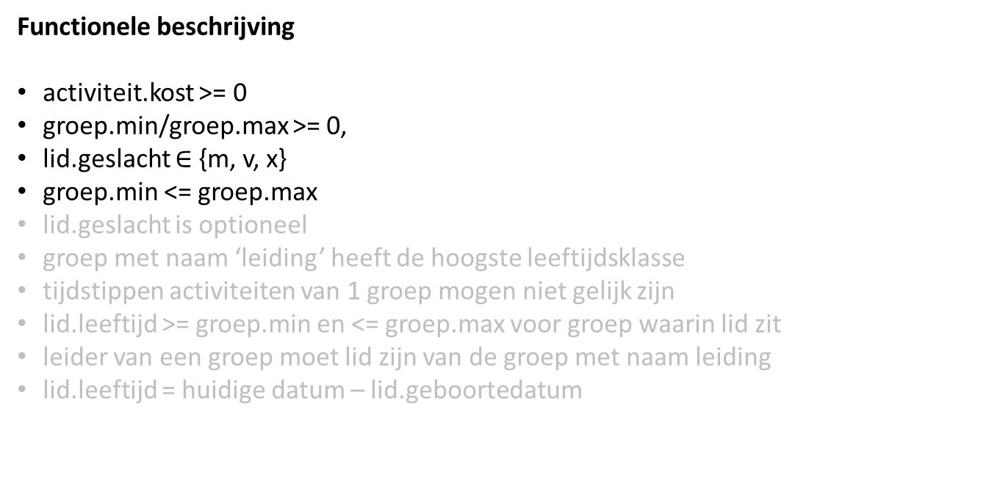 Functionele beschrijving
• activiteit.kost >= 0
• groep.min/groep.max >= 0,
• lid.geslacht ∈ {m, v, x}
• groep.min <= groep.max
• lid.geslacht is optioneel
• groep met naam ‘leiding’ heeft de hoogste leeftijdsklasse
• tijdstippen activiteiten van 1 groep mogen niet gelijk zijn
• lid.leeftijd >= groep.min en <= groep.max voor groep waarin lid zit
• leider van een groep moet lid zijn van de groep met naam leiding
• lid.leeftijd = huidige datum – lid.geboortedatum